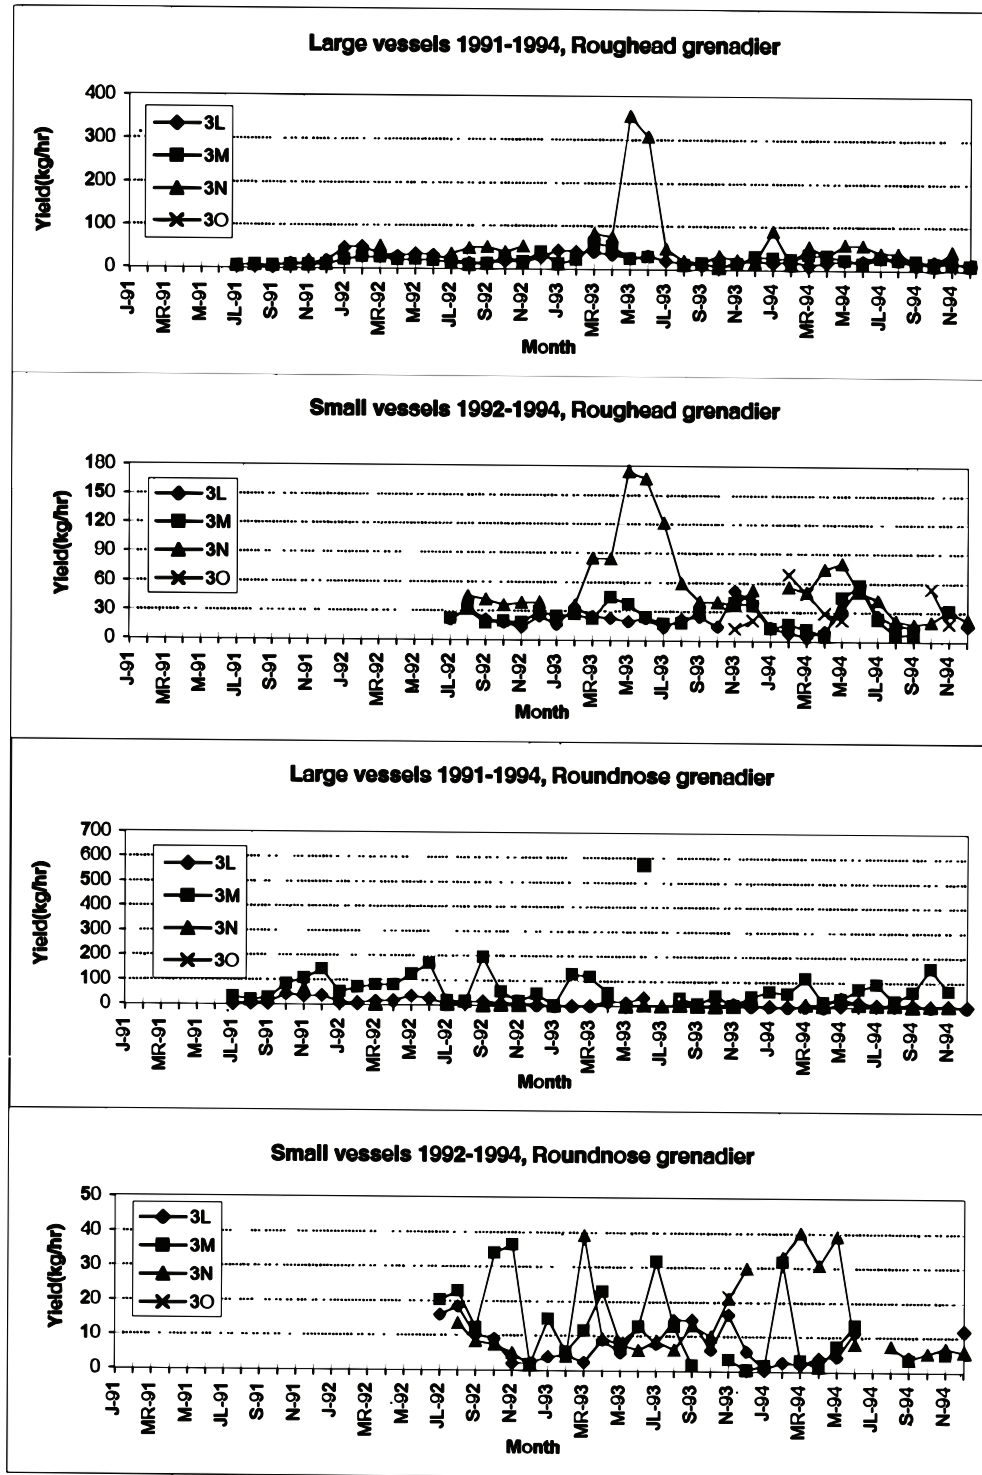 Large vessels 1991-1994, Roughead grenadier
Yield(kg/hr)
400
300
200
100
0
3L
3M
3N
3O
J-91
MR-91
M-91
JL-91
S-91
N-91
J-92
MR-92
M-92
JL-92
S-92
N-92
J-93
MR-93
M-93
JL-93
S-93
N-93
J-94
MR-94
M-94
JL-94
S-94
N-94
Month
Small vessels 1992-1994, Roughead grenadier
Yield(kg/hr)
180
150
120
90
60
30
0
3L
3M
3N
3O
J-91
MR-91
M-91
JL-91
S-91
N-91
J-92
MR-92
M-92
JL-92
S-92
N-92
J-93
MR-93
M-93
JL-93
S-93
N-93
J-94
MR-94
M-94
JL-94
S-94
N-94
Month
Large vessels 1991-1994, Roundnose grenadier
Yield(kg/hr)
700
600
500
400
300
200
100
0
3L
3M
3N
3O
J-91
MR-91
M-91
JL-91
S-91
N-91
J-92
MR-92
M-92
JL-92
S-92
N-92
J-93
MR-93
M-93
JL-93
S-93
N-93
J-94
MR-94
M-94
JL-94
S-94
N-94
Month
Small vessels 1992-1994, Roundnose grenadier
Yield(kg/hr)
50
40
30
20
10
0
3L
3M
3N
3O
J-91
MR-91
M-91
JL-91
S-91
N-91
J-92
MR-92
M-92
JL-92
S-92
N-92
J-93
MR-93
M-93
JL-93
S-93
N-93
J-94
MR-94
M-94
JL-94
S-94
N-94
Month